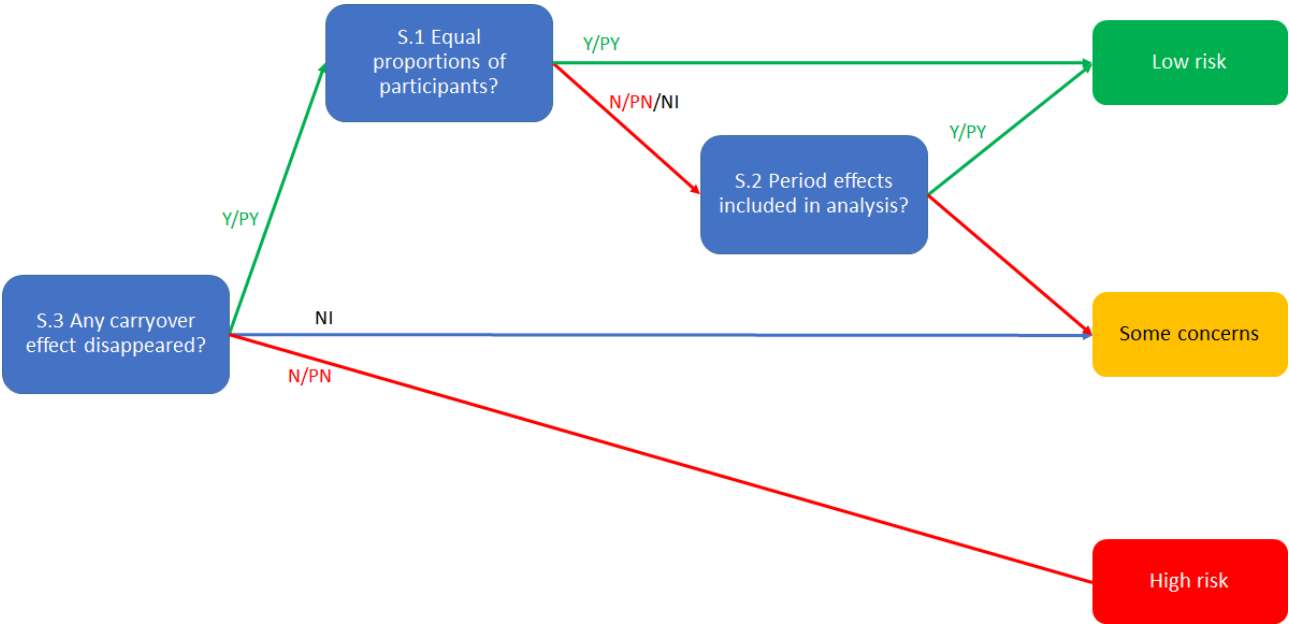 S.1 Equal
proportions of
participants?
Y/PY
Low risk
N/PN/NI
Y/PY
S.2 Period effects
included in analysis?
Y/PY
S.3 Any carryover
effect disappeared?
NI
Some concerns
N/PN
High risk